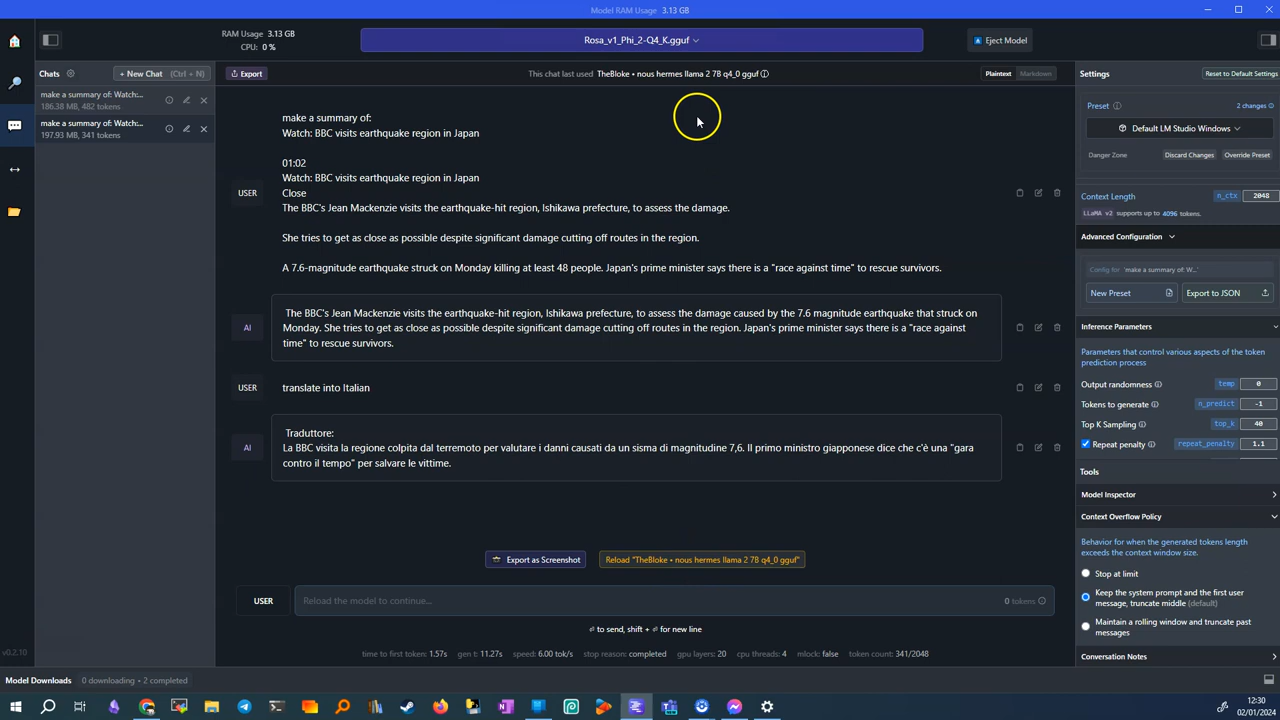 Model RAM Usage 3.13 GB
RAM Usage 3.13 GB
CPU: 0 %
Rosa_v1_Phi_2-Q4_K.gguf
Eject Model
Chats
+ New Chat (Ctrl + N)
Export
This chat last used TheBloke • nous hermes llama 2 7B q4_0 gguf
Plaintext Markdown
Settings
Reset to Default Settings
make a summary of: Watch:...
186.38 MB, 482 tokens
make a summary of: Watch:...
197.93 MB, 341 tokens
USER
make a summary of:
Watch: BBC visits earthquake region in Japan
01:02
Watch: BBC visits earthquake region in Japan
Close
The BBC's Jean Mackenzie visits the earthquake-hit region, Ishikawa prefecture, to assess the damage.
She tries to get as close as possible despite significant damage cutting off routes in the region.
A 7.6-magnitude earthquake struck on Monday killing at least 48 people. Japan's prime minister says there is a "race against time" to rescue survivors.
AI
The BBC's Jean Mackenzie visits the earthquake-hit region, Ishikawa prefecture, to assess the damage caused by the 7.6 magnitude earthquake that struck on
Monday. She tries to get as close as possible despite significant damage cutting off routes in the region. Japan's prime minister says there is a "race against
time" to rescue survivors.
USER
translate into Italian
AI
Traduttore:
La BBC visita la regione colpita dal terremoto per valutare i danni causati da un sisma di magnitudine 7,6. Il primo ministro giapponese dice che c'è una "gara
contro il tempo" per salvare le vittime.
Export as Screenshot
Reload "TheBloke • nous hermes llama 2 7B q4_0 gguf"
USER
Reload the model to continue...
0 tokens
to send, shift + for new line
time to first token: 1.57s gen t: 11.27s speed: 6.00 tok/s stop reason: completed gpu layers: 20 cpu threads: 4 mlock: false token count: 341/2048
Preset
2 changes
Default LM Studio Windows
Danger Zone
Discard Changes
Override Preset
Context Length
n_ctx 2048
LLaMA v2 supports up to 4096 tokens.
Advanced Configuration
Config for 'make a summary of: W...'
New Preset
Export to JSON
Inference Parameters
Parameters that control various aspects of the token
prediction process
Output randomness temp 0
Tokens to generate n_predict -1
Top K Sampling top_k 40
Repeat penalty repeat_penalty 1.1
Tools
Model Inspector
Context Overflow Policy
Behavior for when the generated tokens length
exceeds the context window size.
Stop at limit
Keep the system prompt and the first user
message, truncate middle (default)
Maintain a rolling window and truncate past
messages
Conversation Notes
v0.2.10
Model Downloads 0 downloading • 2 completed
12:30
02/01/2024